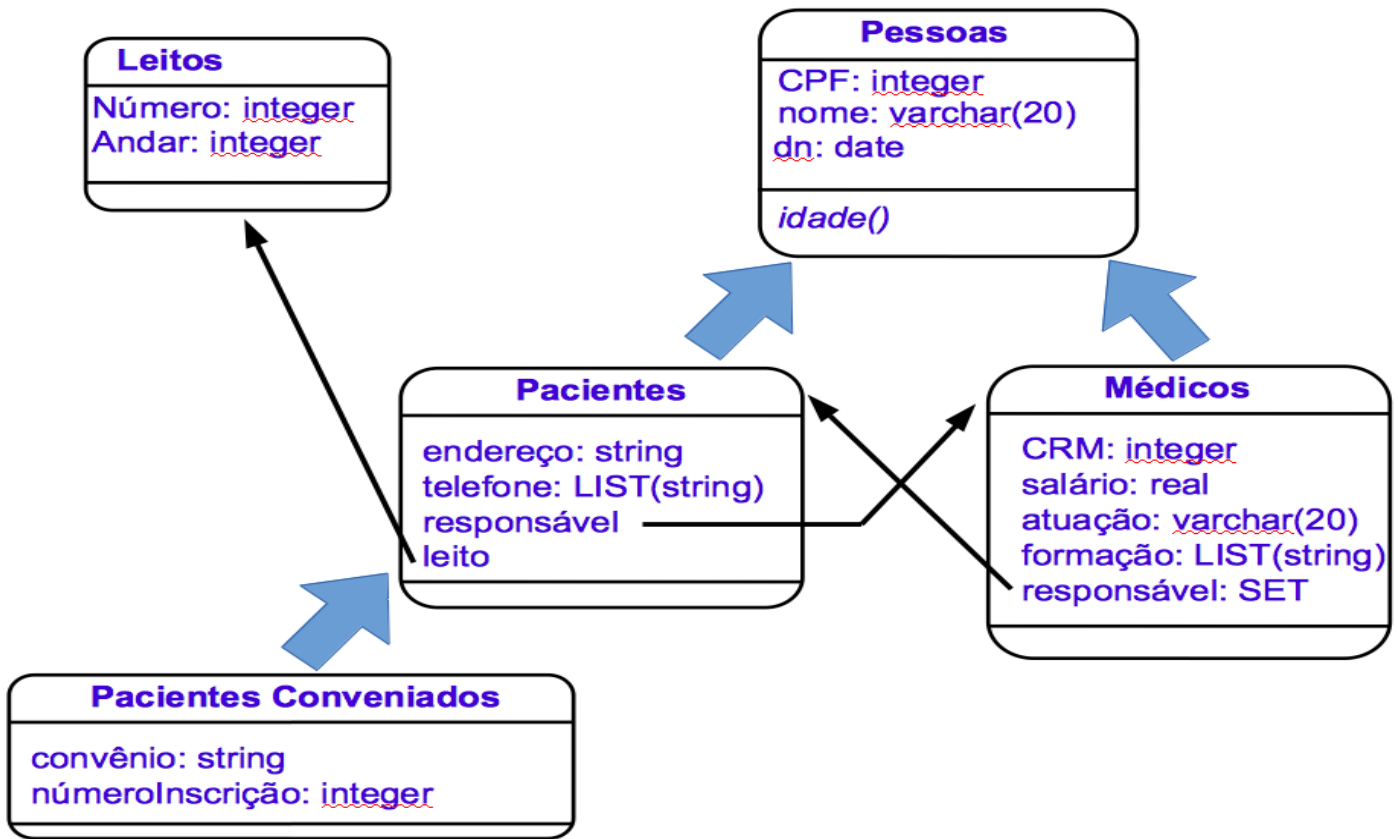 Leitos
Número: integer
Andar: integer
Pessoas
CPF: integer
nome: varchar(20)
dn: date
idade()
Pacientes
endereço: string
telefone: LIST(string)
responsável
leito
Médicos
CRM: integer
salário: real
atuação: varchar(20)
formação: LIST(string)
responsável: SET
Pacientes Conveniados
convênio: string
númeroInscrição: integer